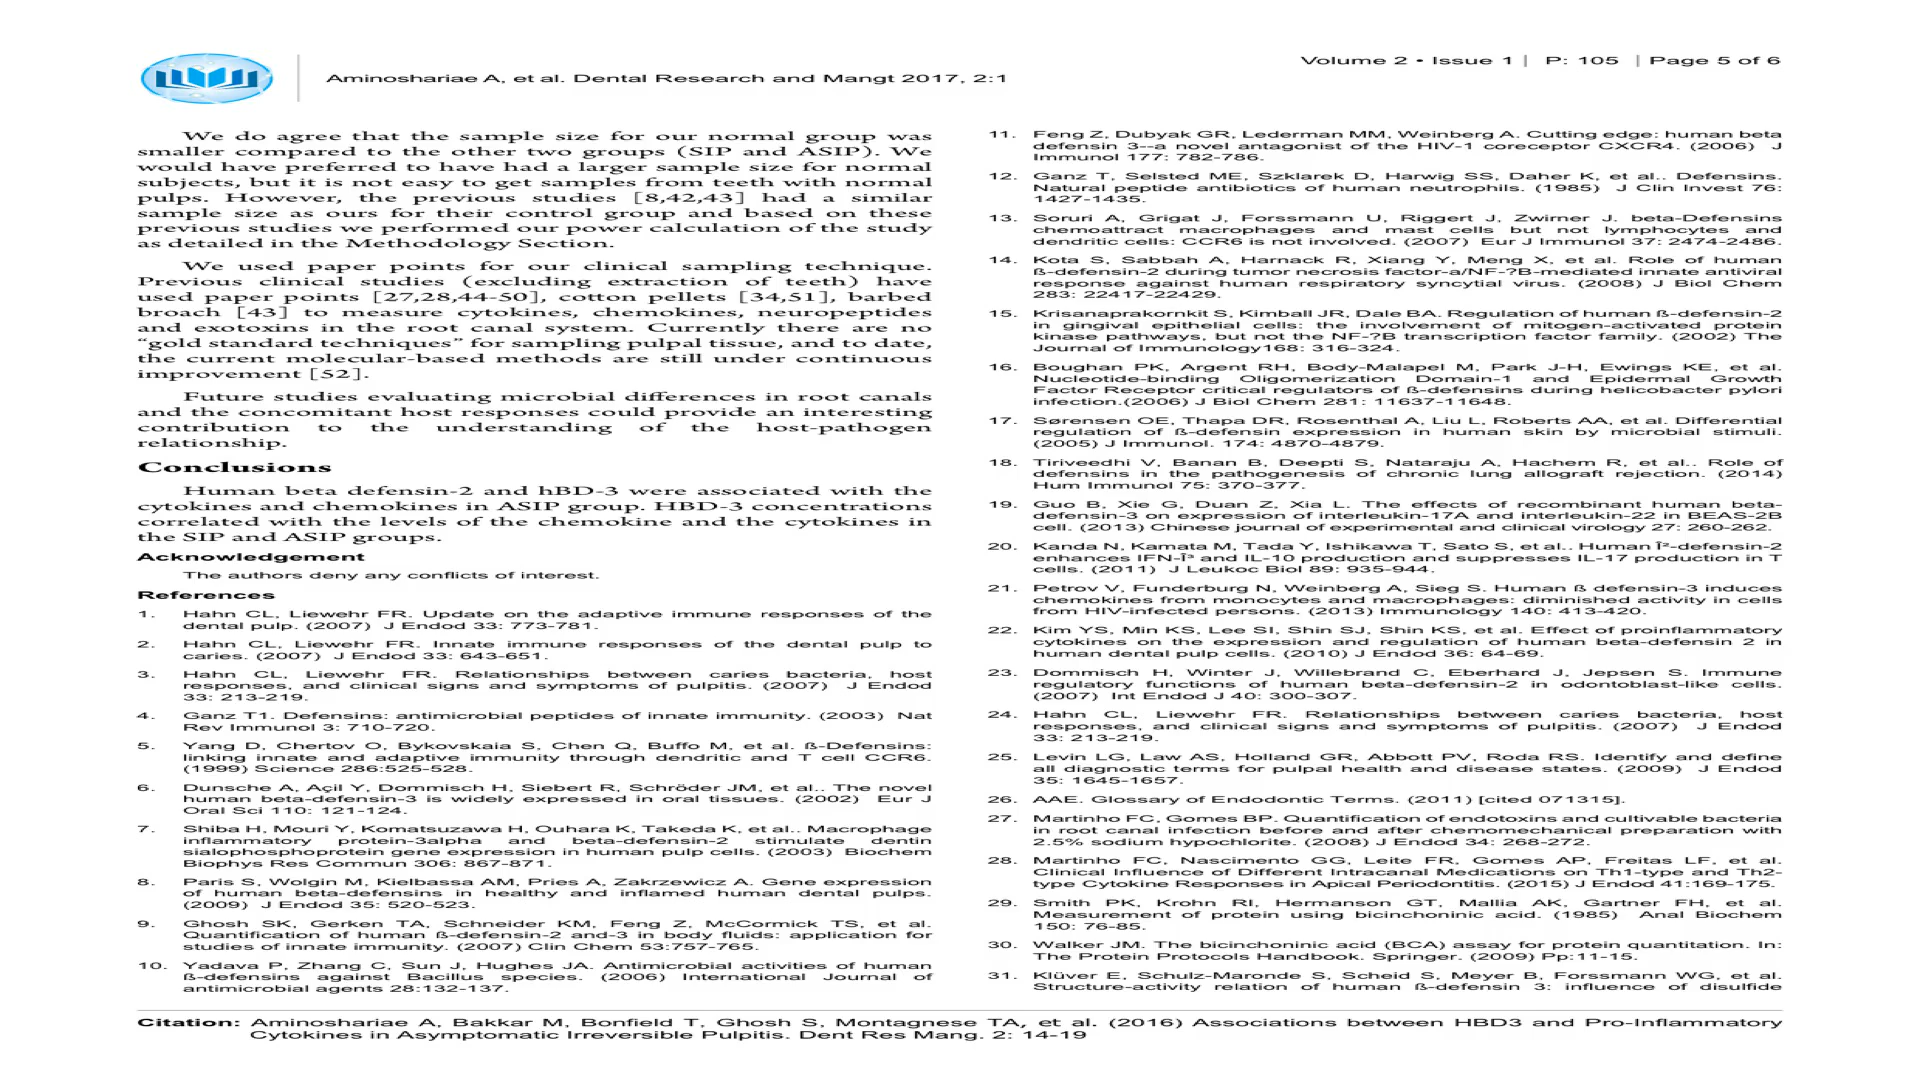 Aminoshariae A, et al. Dental Research and Mangt 2017, 2:1
Volume 2 • Issue 1 | P: 105 | Page 5 of 6
We do agree that the sample size for our normal group was
smaller compared to the other two groups (SIP and ASIP). We
would have preferred to have had a larger sample size for normal
subjects, but it is not easy to get samples from teeth with normal
pulps. However, the previous studies [8,42,43] had a similar
sample size as ours for their control group and based on these
previous studies we performed our power calculation of the study
as detailed in the Methodology Section.
We used paper points for our clinical sampling technique.
Previous clinical studies (excluding extraction of teeth) have
used paper points [27,28,44-50], cotton pellets [34,51], barbed
broach [43] to measure cytokines, chemokines, neuropeptides
and exotoxins in the root canal system. Currently there are no
“gold standard techniques” for sampling pulpal tissue, and to date,
the current molecular-based methods are still under continuous
improvement [52].
Future studies evaluating microbial differences in root canals
and the concomitant host responses could provide an interesting
contribution to the understanding of the host-pathogen
relationship.
Conclusions
Human beta defensin-2 and hBD-3 were associated with the
cytokines and chemokines in ASIP group. HBD-3 concentrations
correlated with the levels of the chemokine and the cytokines in
the SIP and ASIP groups.
Acknowledgement
The authors deny any conflicts of interest.
References
1. Hahn CL, Liewehr FR. Update on the adaptive immune responses of the
dental pulp. (2007) J Endod 33: 773-781.
2. Hahn CL, Liewehr FR. Innate immune responses of the dental pulp to
caries. (2007) J Endod 33: 643-651.
3. Hahn CL, Liewehr FR. Relationships between caries bacteria, host
responses, and clinical signs and symptoms of pulpitis. (2007) J Endod
33: 213-219.
4. Ganz T1. Defensins: antimicrobial peptides of innate immunity. (2003) Nat
Rev Immunol 3: 710-720.
5. Yang D, Chertov O, Bykovskaia S, Chen Q, Buffo M, et al. ß-Defensins:
linking innate and adaptive immunity through dendritic and T cell CCR6.
(1999) Science 286:525-528.
6. Dunsche A, Açil Y, Dommisch H, Siebert R, Schröder JM, et al.. The novel
human beta-defensin-3 is widely expressed in oral tissues. (2002) Eur J
Oral Sci 110: 121-124.
7. Shiba H, Mouri Y, Komatsuzawa H, Ouhara K, Takeda K, et al.. Macrophage
inflammatory protein-3alpha and beta-defensin-2 stimulate dentin
sialophosphoprotein gene expression in human pulp cells. (2003) Biochem
Biophys Res Commun 306: 867-871.
8. Paris S, Wolgin M, Kielbassa AM, Pries A, Zakrzewicz A. Gene expression
of human beta-defensins in healthy and inflamed human dental pulps.
(2009) J Endod 35: 520-523.
9. Ghosh SK, Gerken TA, Schneider KM, Feng Z, McCormick TS, et al.
Quantification of human ß-defensin-2 and-3 in body fluids: application for
studies of innate immunity. (2007) Clin Chem 53:757-765.
10. Yadava P, Zhang C, Sun J, Hughes JA. Antimicrobial activities of human
ß-defensins against Bacillus species. (2006) International Journal of
antimicrobial agents 28:132-137.
11. Feng Z, Dubyak GR, Lederman MM, Weinberg A. Cutting edge: human beta
defensin 3--a novel antagonist of the HIV-1 coreceptor CXCR4. (2006) J
Immunol 177: 782-786.
12. Ganz T, Selsted ME, Szklarek D, Harwig SS, Daher K, et al.. Defensins.
Natural peptide antibiotics of human neutrophils. (1985) J Clin Invest 76:
1427-1435.
13. Soruri A, Grigat J, Forssmann U, Riggert J, Zwirner J. beta-Defensins
chemoattract macrophages and mast cells but not lymphocytes and
dendritic cells: CCR6 is not involved. (2007) Eur J Immunol 37: 2474-2486.
14. Kota S, Sabbah A, Harnack R, Xiang Y, Meng X, et al. Role of human
ß-defensin-2 during tumor necrosis factor-a/NF-?B-mediated innate antiviral
response against human respiratory syncytial virus. (2008) J Biol Chem
283: 22417-22429.
15. Krisanaprakornkit S, Kimball JR, Dale BA. Regulation of human ß-defensin-2
in gingival epithelial cells: the involvement of mitogen-activated protein
kinase pathways, but not the NF-?B transcription factor family. (2002) The
Journal of Immunology168: 316-324.
16. Boughan PK, Argent RH, Body-Malapel M, Park J-H, Ewings KE, et al.
Nucleotide-binding Oligomerization Domain-1 and Epidermal Growth
Factor Receptor critical regulators of ß-defensins during helicobacter pylori
infection.(2006) J Biol Chem 281: 11637-11648.
17. Sørensen OE, Thapa DR, Rosenthal A, Liu L, Roberts AA, et al. Differential
regulation of ß-defensin expression in human skin by microbial stimuli.
(2005) J Immunol. 174: 4870-4879.
18. Tiriveedhi V, Banan B, Deepti S, Nataraju A, Hachem R, et al.. Role of
defensins in the pathogenesis of chronic lung allograft rejection. (2014)
Hum Immunol 75: 370-377.
19. Guo B, Xie G, Duan Z, Xia L. The effects of recombinant human beta-
defensin-3 on expression of interleukin-17A and interleukin-22 in BEAS-2B
cell. (2013) Chinese journal of experimental and clinical virology 27: 260-262.
20. Kanda N, Kamata M, Tada Y, Ishikawa T, Sato S, et al.. Human Î²-defensin-2
enhances IFN-Î³ and IL-10 production and suppresses IL-17 production in T
cells. (2011) J Leukoc Biol 89: 935-944.
21. Petrov V, Funderburg N, Weinberg A, Sieg S. Human ß defensin-3 induces
chemokines from monocytes and macrophages: diminished activity in cells
from HIV-infected persons. (2013) Immunology 140: 413-420.
22. Kim YS, Min KS, Lee SI, Shin SJ, Shin KS, et al. Effect of proinflammatory
cytokines on the expression and regulation of human beta-defensin 2 in
human dental pulp cells. (2010) J Endod 36: 64-69.
23. Dommisch H, Winter J, Willebrand C, Eberhard J, Jepsen S. Immune
regulatory functions of human beta-defensin-2 in odontoblast-like cells.
(2007) Int Endod J 40: 300-307.
24. Hahn CL, Liewehr FR. Relationships between caries bacteria, host
responses, and clinical signs and symptoms of pulpitis. (2007) J Endod
33: 213-219.
25. Levin LG, Law AS, Holland GR, Abbott PV, Roda RS. Identify and define
all diagnostic terms for pulpal health and disease states. (2009) J Endod
35: 1645-1657.
26. AAE. Glossary of Endodontic Terms. (2011) [cited 071315].
27. Martinho FC, Gomes BP. Quantification of endotoxins and cultivable bacteria
in root canal infection before and after chemomechanical preparation with
2.5% sodium hypochlorite. (2008) J Endod 34: 268-272.
28. Martinho FC, Nascimento GG, Leite FR, Gomes AP, Freitas LF, et al.
Clinical Influence of Different Intracanal Medications on Th1-type and Th2-
type Cytokine Responses in Apical Periodontitis. (2015) J Endod 41:169-175.
29. Smith PK, Krohn RI, Hermanson GT, Mallia AK, Gartner FH, et al.
Measurement of protein using bicinchoninic acid. (1985) Anal Biochem
150: 76-85.
30. Walker JM. The bicinchoninic acid (BCA) assay for protein quantitation. In:
The Protein Protocols Handbook. Springer. (2009) Pp:11-15.
31. Klüver E, Schulz-Maronde S, Scheid S, Meyer B, Forssmann WG, et al.
Structure-activity relation of human ß-defensin 3: influence of disulfide
Citation: Aminoshariae A, Bakkar M, Bonfield T, Ghosh S, Montagnese TA, et al. (2016) Associations between HBD3 and Pro-Inflammatory
Cytokines in Asymptomatic Irreversible Pulpitis. Dent Res Mang. 2: 14-19